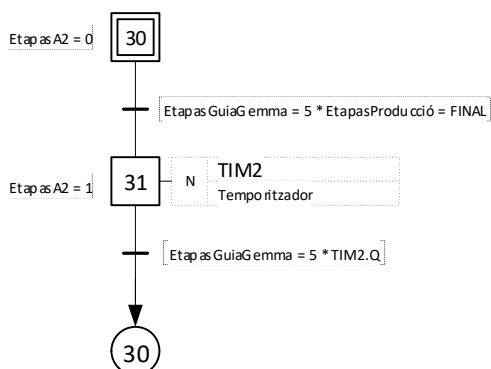 30
EtapasA2 = 0
EtapasGuiaGemma = 5 * EtapasProducció = FINAL
EtapasA2 = 1
31
N
TIM2
Temporitzador
EtapasGuiaGemma = 5 * TIM2.Q
30